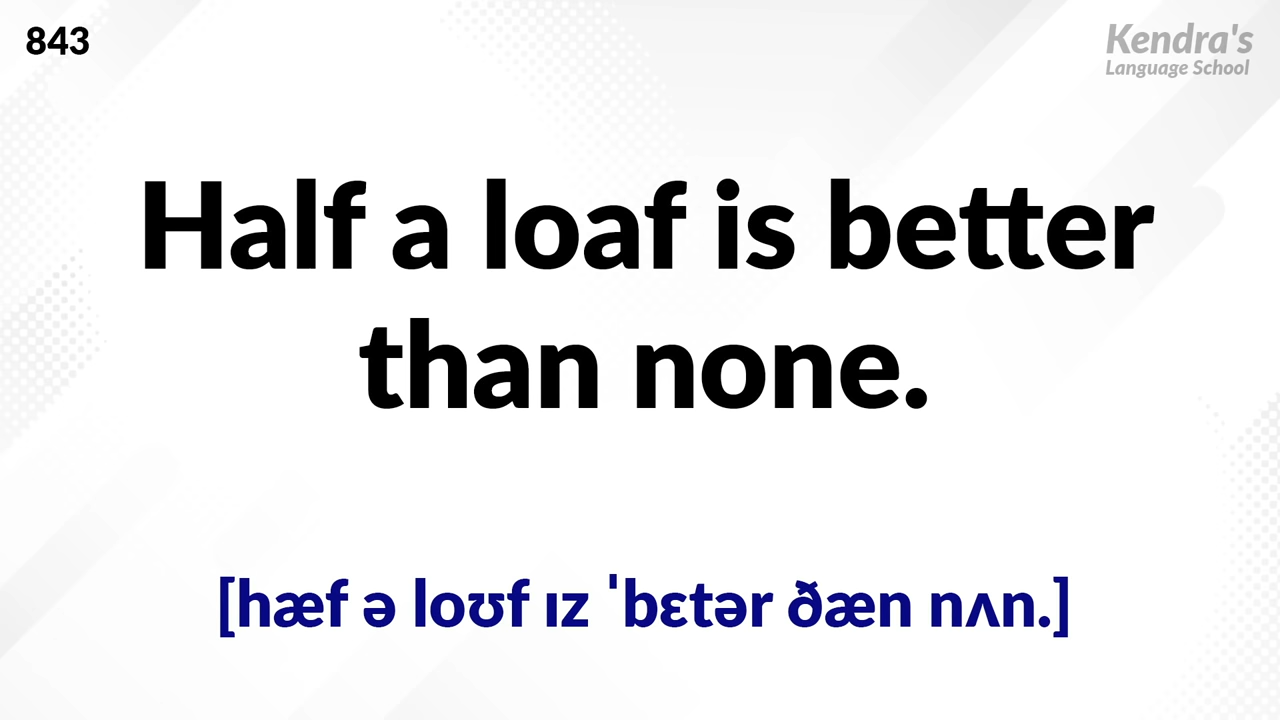 843
Kendra's
Language School
Half a loaf is better
than none.
[hæf ə loʊf ɪz ˈbɛtər ðæn nʌn.]